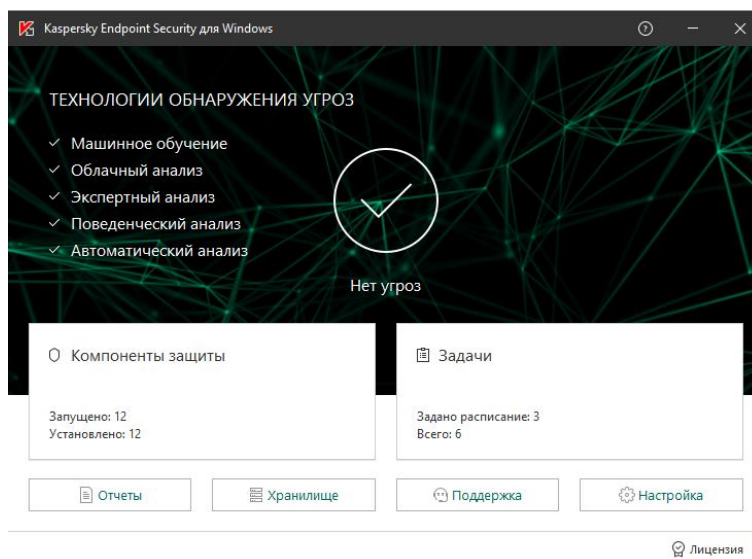 Kaspersky Endpoint Security для Windows
ТЕХНОЛОГИИ ОБНАРУЖЕНИЯ УГРОЗ
Машинное обучение
Облачный анализ
Экспертный анализ
Поведенческий анализ
Автоматический анализ
Нет угроз
Компоненты защиты
Запущено: 12
Установлено: 12
Задачи
Задано расписание: 3
Всего: 6
Отчеты
Хранилище
Поддержка
Настройка
Лицензия